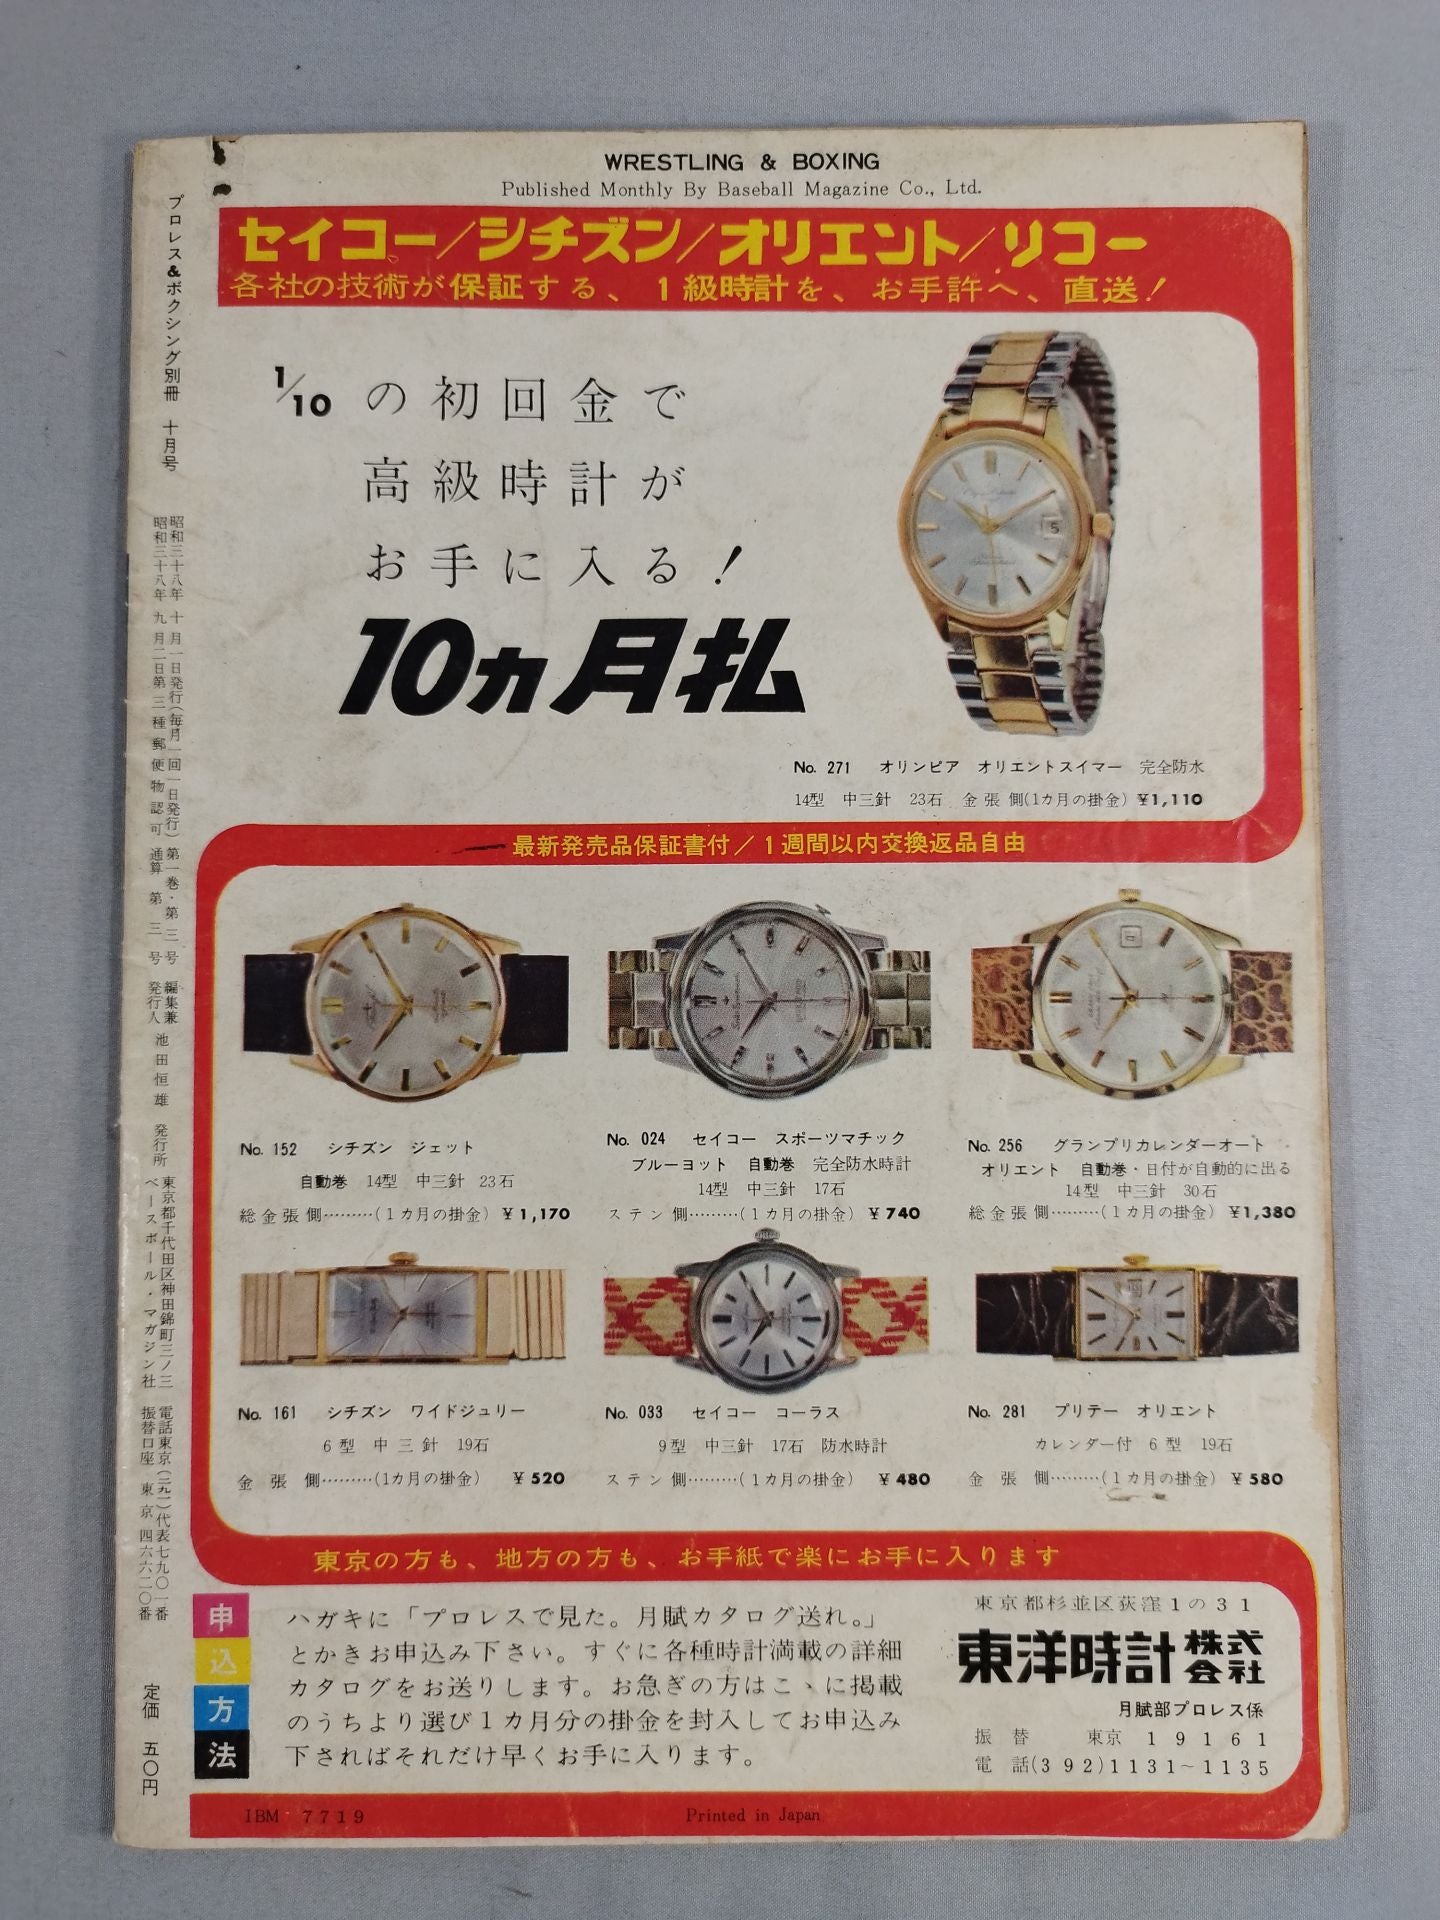 WRESTLING & BOXING
Published Monthly By Baseball Magazine Co., Ltd.
セイコー/シチズン/オリエント/リコー
各社の技術が保証する、1級時計を、お手許へ、直送!
1/10の初回金で
高級時計が
お手に入る!
10ヵ月払
No. 271 オリンピア オリエントスイマー 完全防水
14型 中三針 23石 金張側(1カ月の掛金)¥1,110
最新発売品保証書付/1週間以内交換返品自由
No. 152 シチズン ジェット
自動巻 14型 中三針 23石
総金張側………(1カ月の掛金)¥1,170
No. 024 セイコー スポーツマチック
ブルーヨット 自動巻 完全防水時計
14型 中三針 17石
ステン側………(1カ月の掛金)¥740
No. 256 グランプリカレンダーオート
オリエント 自動巻・日付が自動的に出る
14型 中三針 30石
総金張側………(1カ月の掛金)¥1,380
No. 161 シチズン ワイドジュリー
6型 中三針 19石
金張側………(1カ月の掛金) ¥520
No. 033 セイコー コーラス
9型 中三針 17石 防水時計
ステン側………(1カ月の掛金)¥480
No. 281 プリテー オリエント
カレンダー付 6型 19石
金張側………(1カ月の掛金)¥580
東京の方も、地方の方も、お手紙で楽にお手に入ります
申込方法
ハガキに「プロレスで見た。月賦カタログ送れ。」
とかきお申込み下さい。すぐに各種時計満載の詳細
カタログをお送りします。お急ぎの方はこゝに掲載
のうちより選び1カ月分の掛金を封入してお申込み
下さればそれだけ早くお手に入ります。
東京都杉並区荻窪1の31
東洋時計株式会社
月賦部プロレス係
振替 東京 19161
電話(392)1131~1135
IBM 7719
Printed in Japan
プロレス&ボクシング別冊 十月号
昭和三十八年十月一日発行(毎月一回一日発行)第一巻・第三号
昭和三十八年九月二日第三種郵便物認可 通算第三号
編集兼発行人 池田恒雄
発行所 東京都千代田区神田錦町三ノ三
ベースボール・マガジン社
電話東京(二九一)代表七九〇一番
振替口座 東京四六六二〇番
定価 五〇円